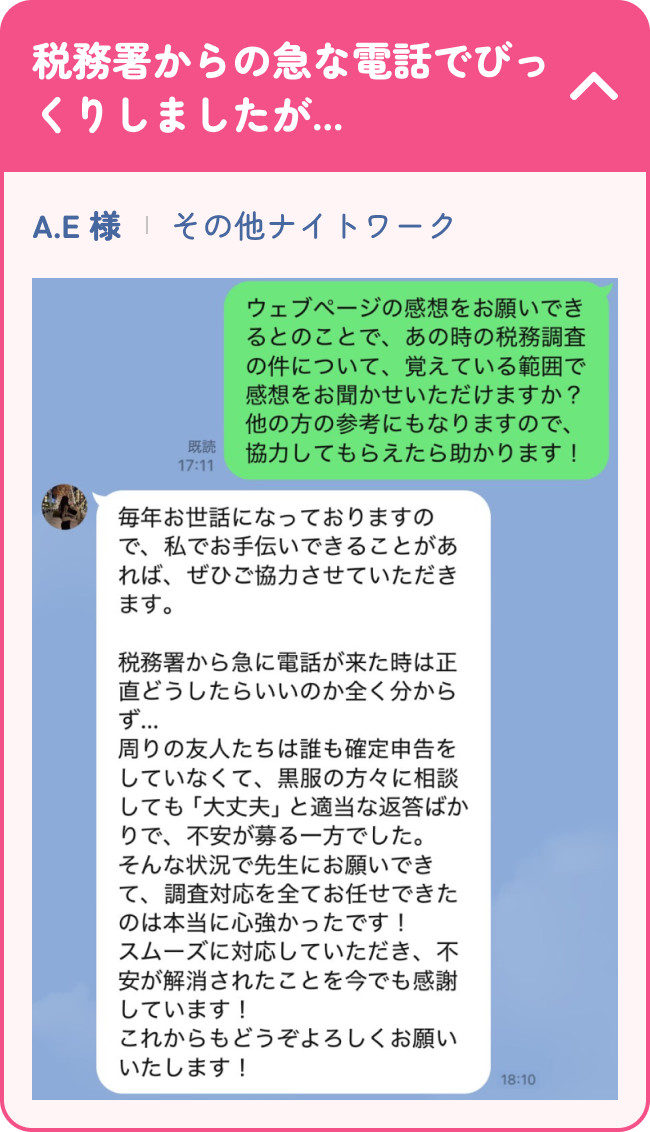 税務署からの急な電話でびっ
くりしましたが...
A.E 様 | その他ナイトワーク
ウェブページの感想をお願いでき
るとのことで、あの時の税務調査
の件について、覚えている範囲で
感想をお聞かせいただけますか?
他の方の参考にもなりますので、
協力してもらえたら助かります!
既読
17:11
毎年お世話になっておりますの
で、私でお手伝いできることがあ
れば、ぜひご協力させていただき
ます。
税務署から急に電話が来た時は正
直どうしたらいいのか全く分から
ず...
周りの友人たちは誰も確定申告を
していなくて、黒服の方々に相談
しても「大丈夫」と適当な返答ばか
りで、不安が募る一方でした。
そんな状況で先生にお願いでき
て、調査対応を全てお任せできた
のは本当に心強かったです!
スムーズに対応していただき、不
安が解消されたことを今でも感謝
しています!
これからもどうぞよろしくお願い
いたします!
18:10